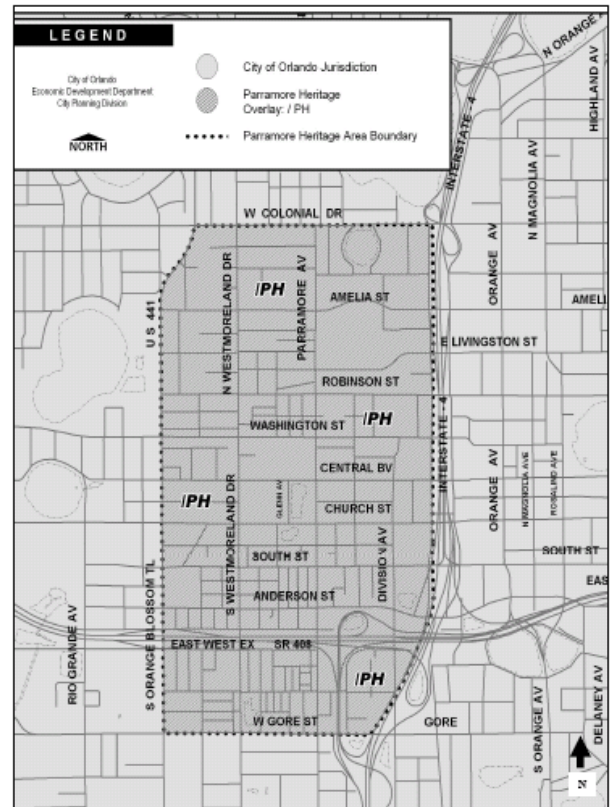 LEGEND
City of Orlando
Economic Development Department
City Planning Division
NORTH
City of Orlando Jurisdiction
Parramore Heritage
Overlay: / PH
Parramore Heritage Area Boundary
N ORANGE
HIGHLAND AV
INTERSTATE - 4
N MAGNOLIA AV
W COLONIAL DR
ORANGE AV
US 441
N WESTMORELAND DR
/PH
PARRAMORE AV
AMELIA ST
AMELI
E LIVINGSTON ST
ROBINSON ST
WASHINGTON ST
/PH
INTERSTATE - 4
CENTRAL BV
ORANGE AV
N MAGNOLIA AVE
ROSALIND AVE
/PH
S WESTMORELAND DR
GLENN AV
CHURCH ST
DIVISION AV
SOUTH ST
SOUTH ST
EAS
ANDERSON ST
RIO GRANDE AV
S ORANGE BLOSSOM TL
EAST WEST EX SR 408
/PH
W GORE ST
GORE
S ORANGE AV
DELANEY AV
N